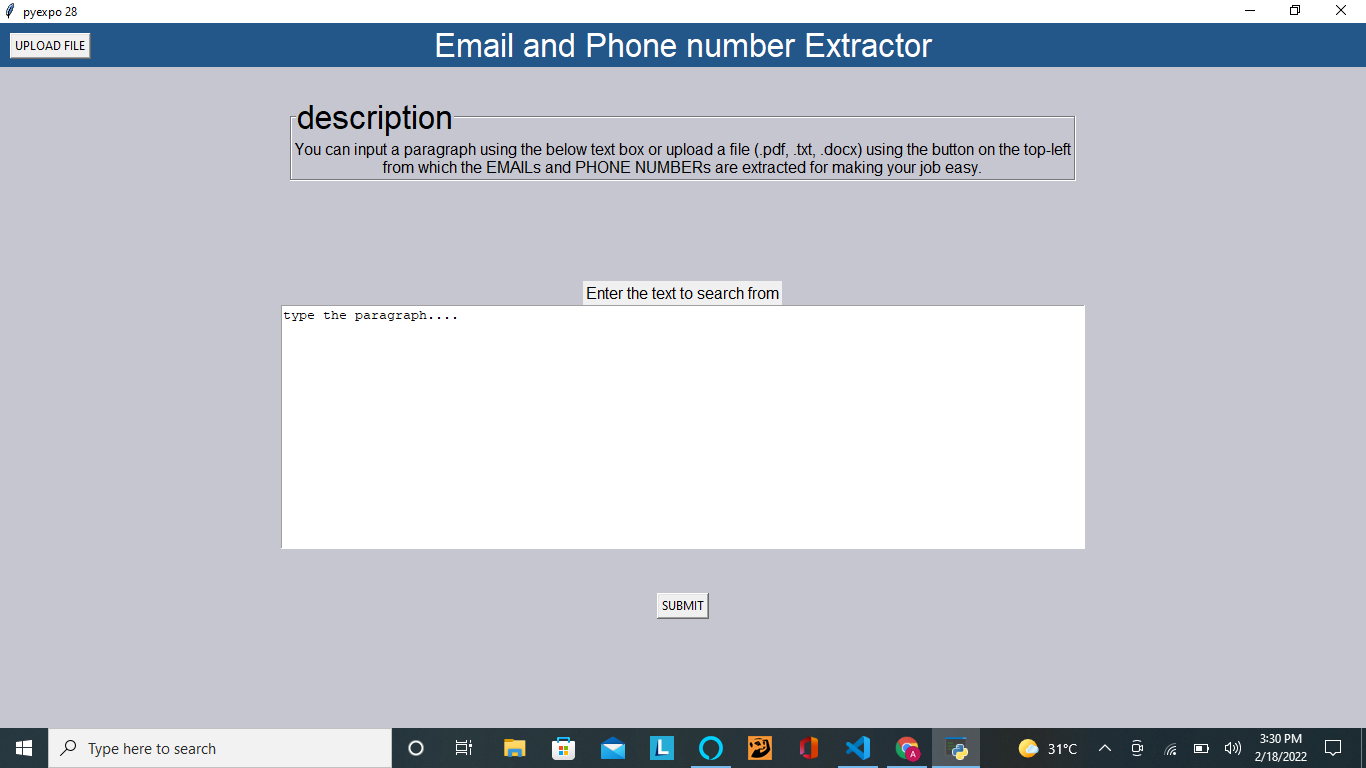 pyexpo 28
UPLOAD FILE
Email and Phone number Extractor
description
You can input a paragraph using the below text box or upload a file (.pdf, .txt, .docx) using the button on the top-left
from which the EMAILs and PHONE NUMBERs are extracted for making your job easy.
Enter the text to search from
type the paragraph....
SUBMIT
Type here to search
L
A
31°C
3:30 PM
2/18/2022